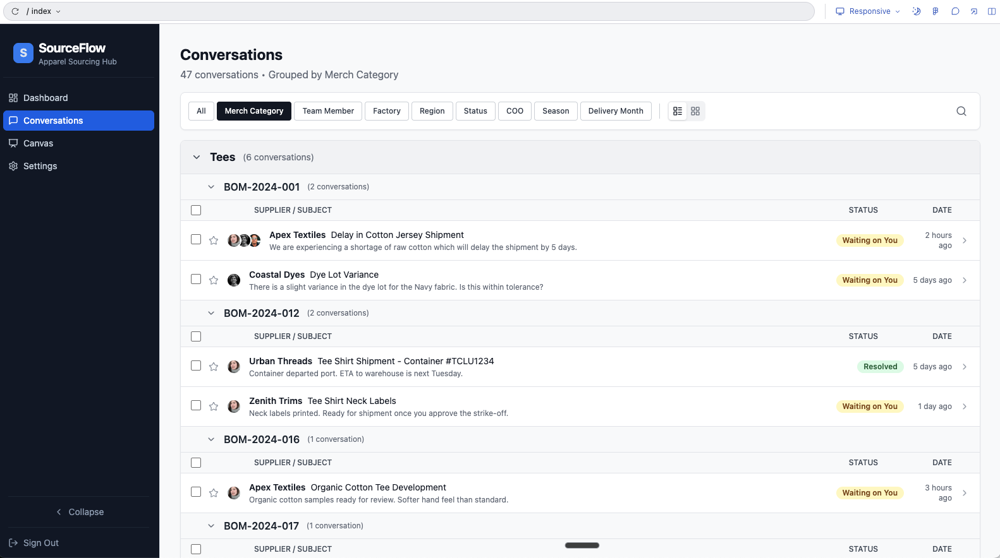 / index
Responsive
S
SourceFlow
Apparel Sourcing Hub
Dashboard
Conversations
Canvas
Settings
Collapse
Sign Out
Conversations
47 conversations • Grouped by Merch Category
All
Merch Category
Team Member
Factory
Region
Status
COO
Season
Delivery Month
Tees (6 conversations)
BOM-2024-001 (2 conversations)
SUPPLIER / SUBJECT STATUS DATE
Apex Textiles Delay in Cotton Jersey Shipment
We are experiencing a shortage of raw cotton which will delay the shipment by 5 days.
Waiting on You
2 hours
ago
Coastal Dyes Dye Lot Variance
There is a slight variance in the dye lot for the Navy fabric. Is this within tolerance?
Waiting on You
5 days ago
BOM-2024-012 (2 conversations)
SUPPLIER / SUBJECT STATUS DATE
Urban Threads Tee Shirt Shipment - Container #TCLU1234
Container departed port. ETA to warehouse is next Tuesday.
Resolved
5 days ago
Zenith Trims Tee Shirt Neck Labels
Neck labels printed. Ready for shipment once you approve the strike-off.
Waiting on You
1 day ago
BOM-2024-016 (1 conversation)
SUPPLIER / SUBJECT STATUS DATE
Apex Textiles Organic Cotton Tee Development
Organic cotton samples ready for review. Softer hand feel than standard.
Waiting on You
3 hours
ago
BOM-2024-017 (1 conversation)
SUPPLIER / SUBJECT STATUS DATE